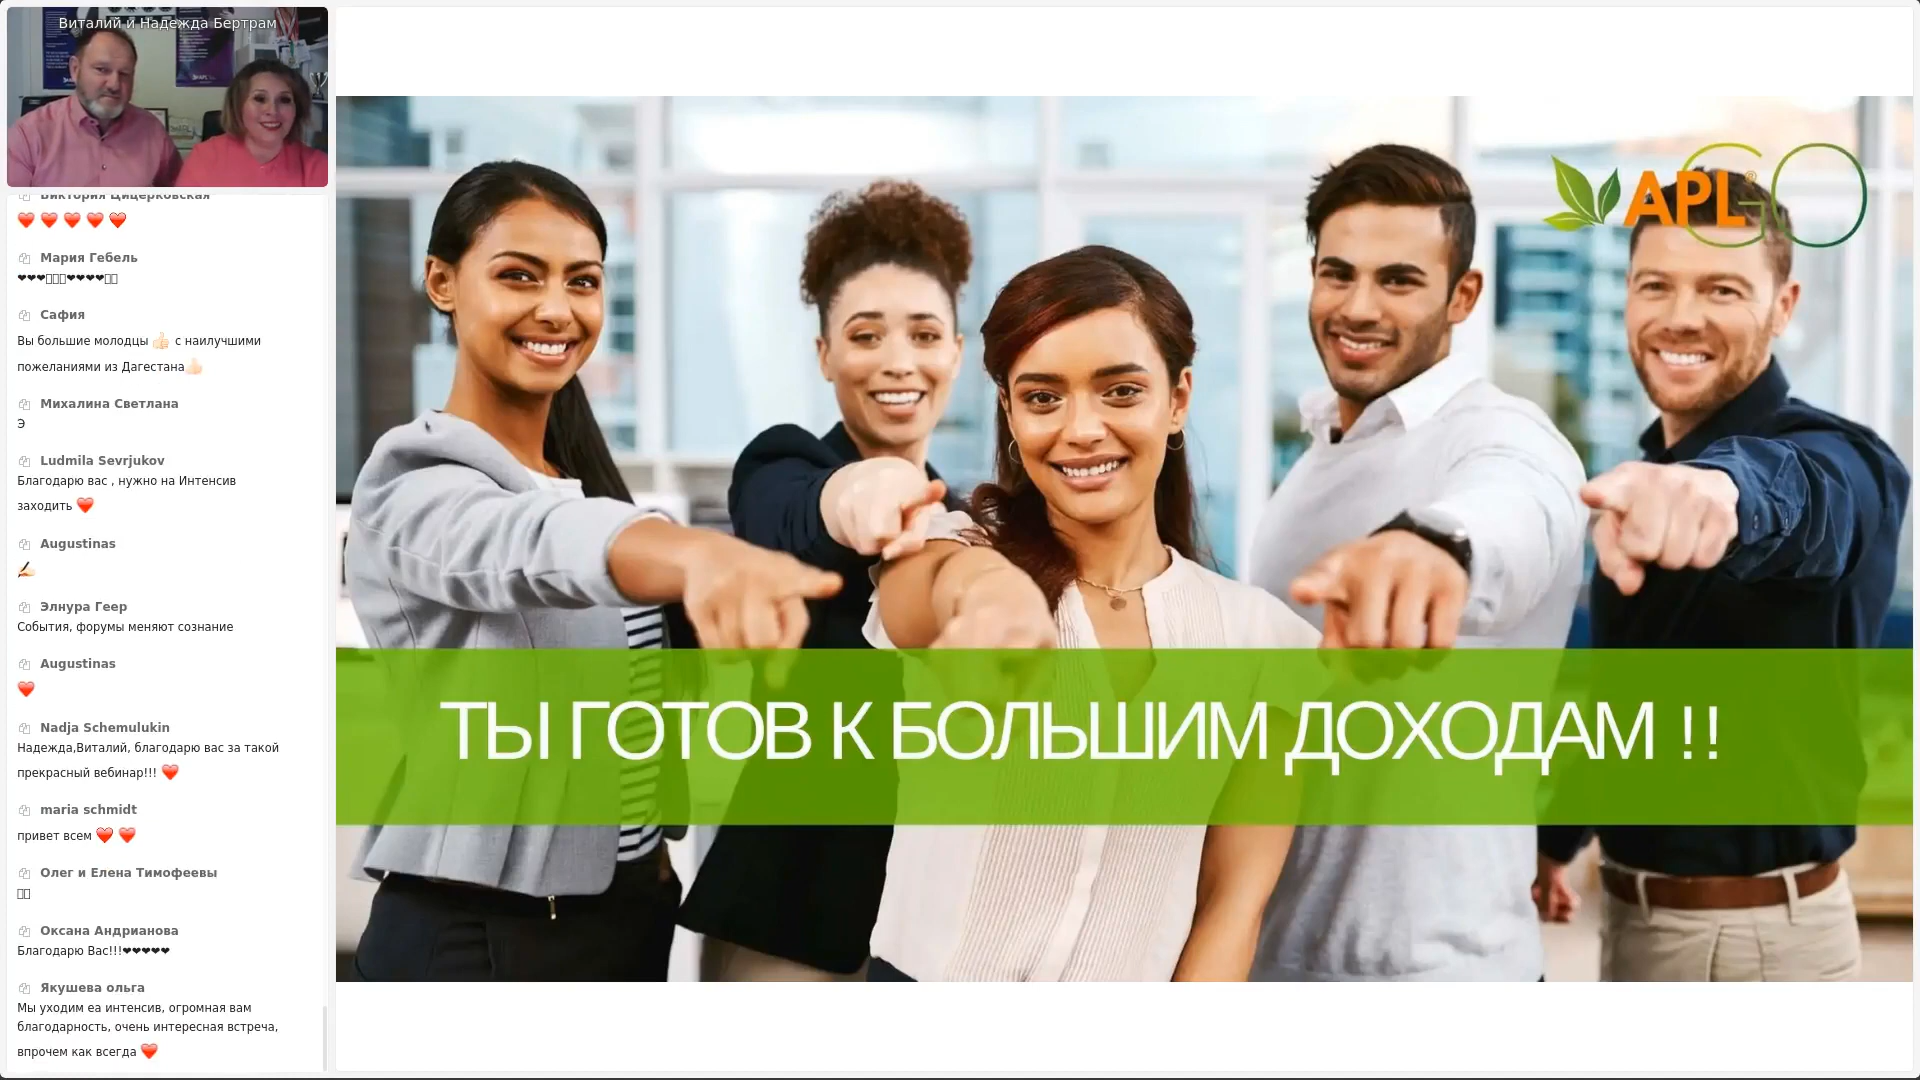 Виталий и Надежда Бертрам
Виктория Цицерковская
❤️ ❤️ ❤️ ❤️ ❤️
Мария Гебель
❤❤❤▯▯▯❤❤❤❤▯▯
Сафия
Вы большие молодцы 👍🏻 с наилучшими
пожеланиями из Дагестана👍🏻
Михалина Светлана
Э
Ludmila Sevrjukov
Благодарю вас , нужно на Интенсив
заходить ❤️
Augustinas
✍🏻
Элнура Геер
События, форумы меняют сознание
Augustinas
❤️
Nadja Schemulukin
Надежда,Виталий, благодарю вас за такой
прекрасный вебинар!!! ❤️
maria schmidt
привет всем ❤️ ❤️
Олег и Елена Тимофеевы
▯▯
Оксана Андрианова
Благодарю Вас!!!❤❤❤❤❤
Якушева ольга
Мы уходим еа интенсив, огромная вам
благодарность, очень интересная встреча,
впрочем как всегда ❤️
APL® GO
ТЫ ГОТОВ К БОЛЬШИМ ДОХОДАМ !!